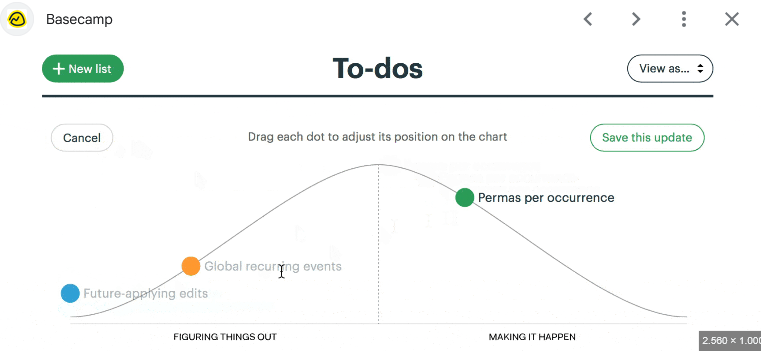 Basecamp
+ New list
To-dos
View as...
Cancel
Drag each dot to adjust its position on the chart
Save this update
Permas per occurrence
Global recurring events
Future-applying edits
FIGURING THINGS OUT
MAKING IT HAPPEN
2.560 × 1.000